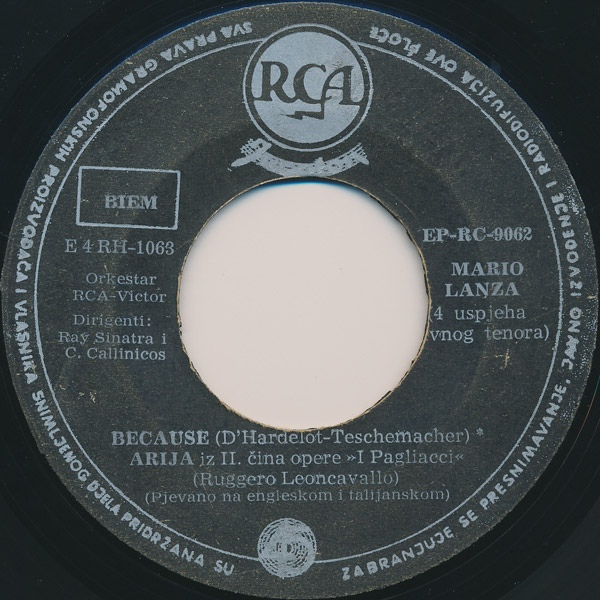 SVA PRAVA GRAMOFONSKIH PROIZVOĐAČA I VLASNIKA SNIMLJENOG DJELA PRIDRŽANA SU
ZABRANJUJE SE PRESNIMAVANJE, JAVNO IZVOĐENJE I RADIODIFUZIJA OVE PLOČE
RCA
BIEM
E 4 RH-1063
Orkestar
RCA-Victor
Dirigenti:
Ray Sinatra i
C. Callinicos
EP-RC-9062
MARIO
LANZA
4 uspjeha
vnog tenora)
BECAUSE (D'Hardelot-Teschemacher) *
ARIJA iz II. čina opere »I Pagliacci«
(Ruggero Leoncavallo)
(Pjevano na engleskom i talijanskom)